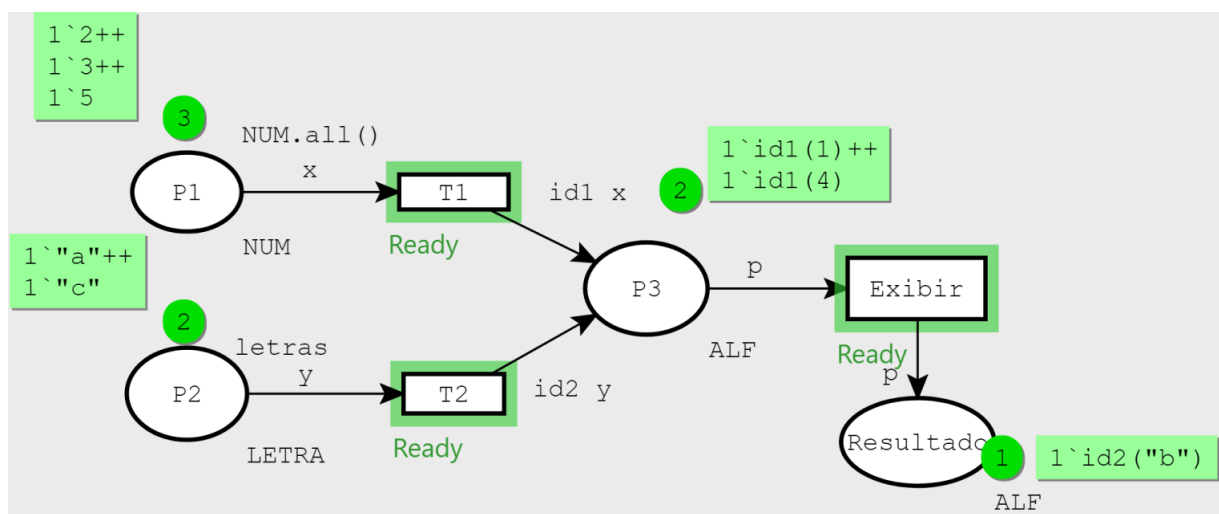 1`2++
1`3++
1`5
3
NUM.all()
x
P1
T1
NUM
Ready
id1 x
2
1`id1(1)++
1`id1(4)
1`"a"++
1`"c"
2
letras
y
P2
T2
LETRA
Ready
id2 y
P3
p
ALF
Exibir
Ready
p
Resultado
1
1`id2("b")
ALF